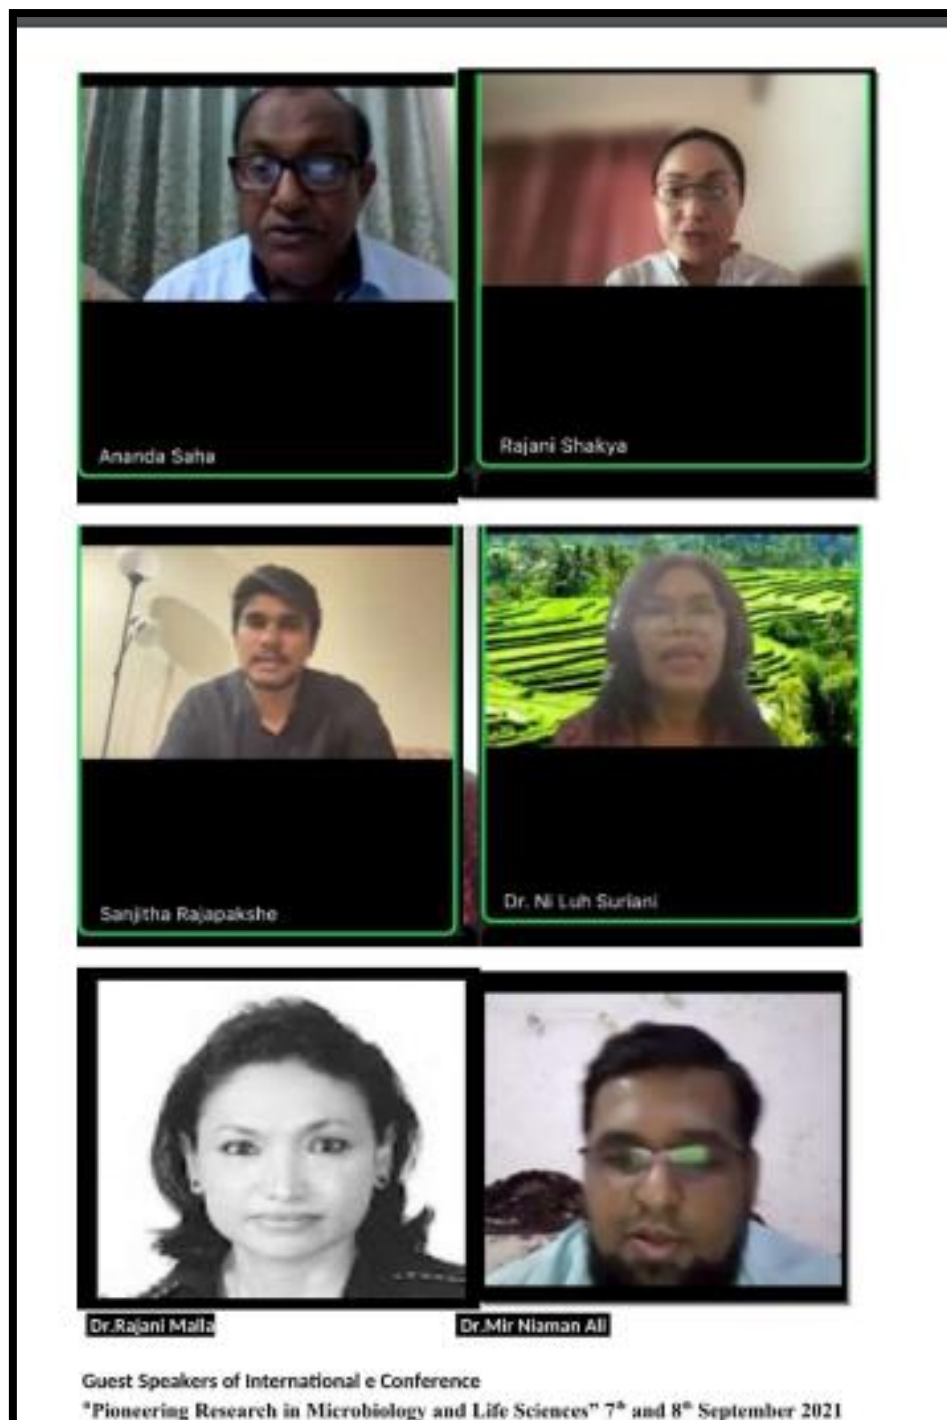 Ananda Saha
Rajani Shakya
Sanjitha Rajapakshe
Dr. Ni Luh Suriani
Dr.Rajani Malla
Dr.Mir Niaman Ali
Guest Speakers of International e Conference
"Pioneering Research in Microbiology and Life Sciences" 7th and 8th September 2021